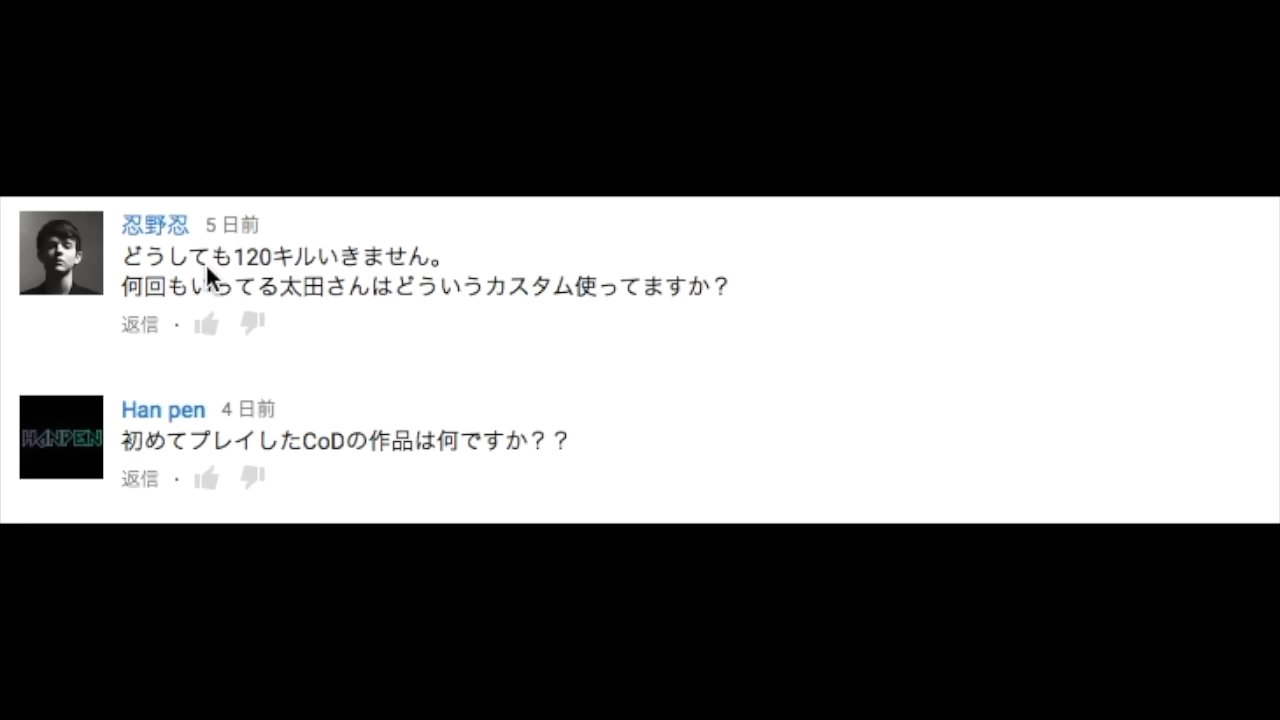 忍野忍 5 日前
どうしても120キルいきません。
何回もいってる太田さんはどういうカスタム使ってますか？
返信 ・
HANPEN
Han pen 4 日前
初めてプレイしたCoDの作品は何ですか？？
返信 ・